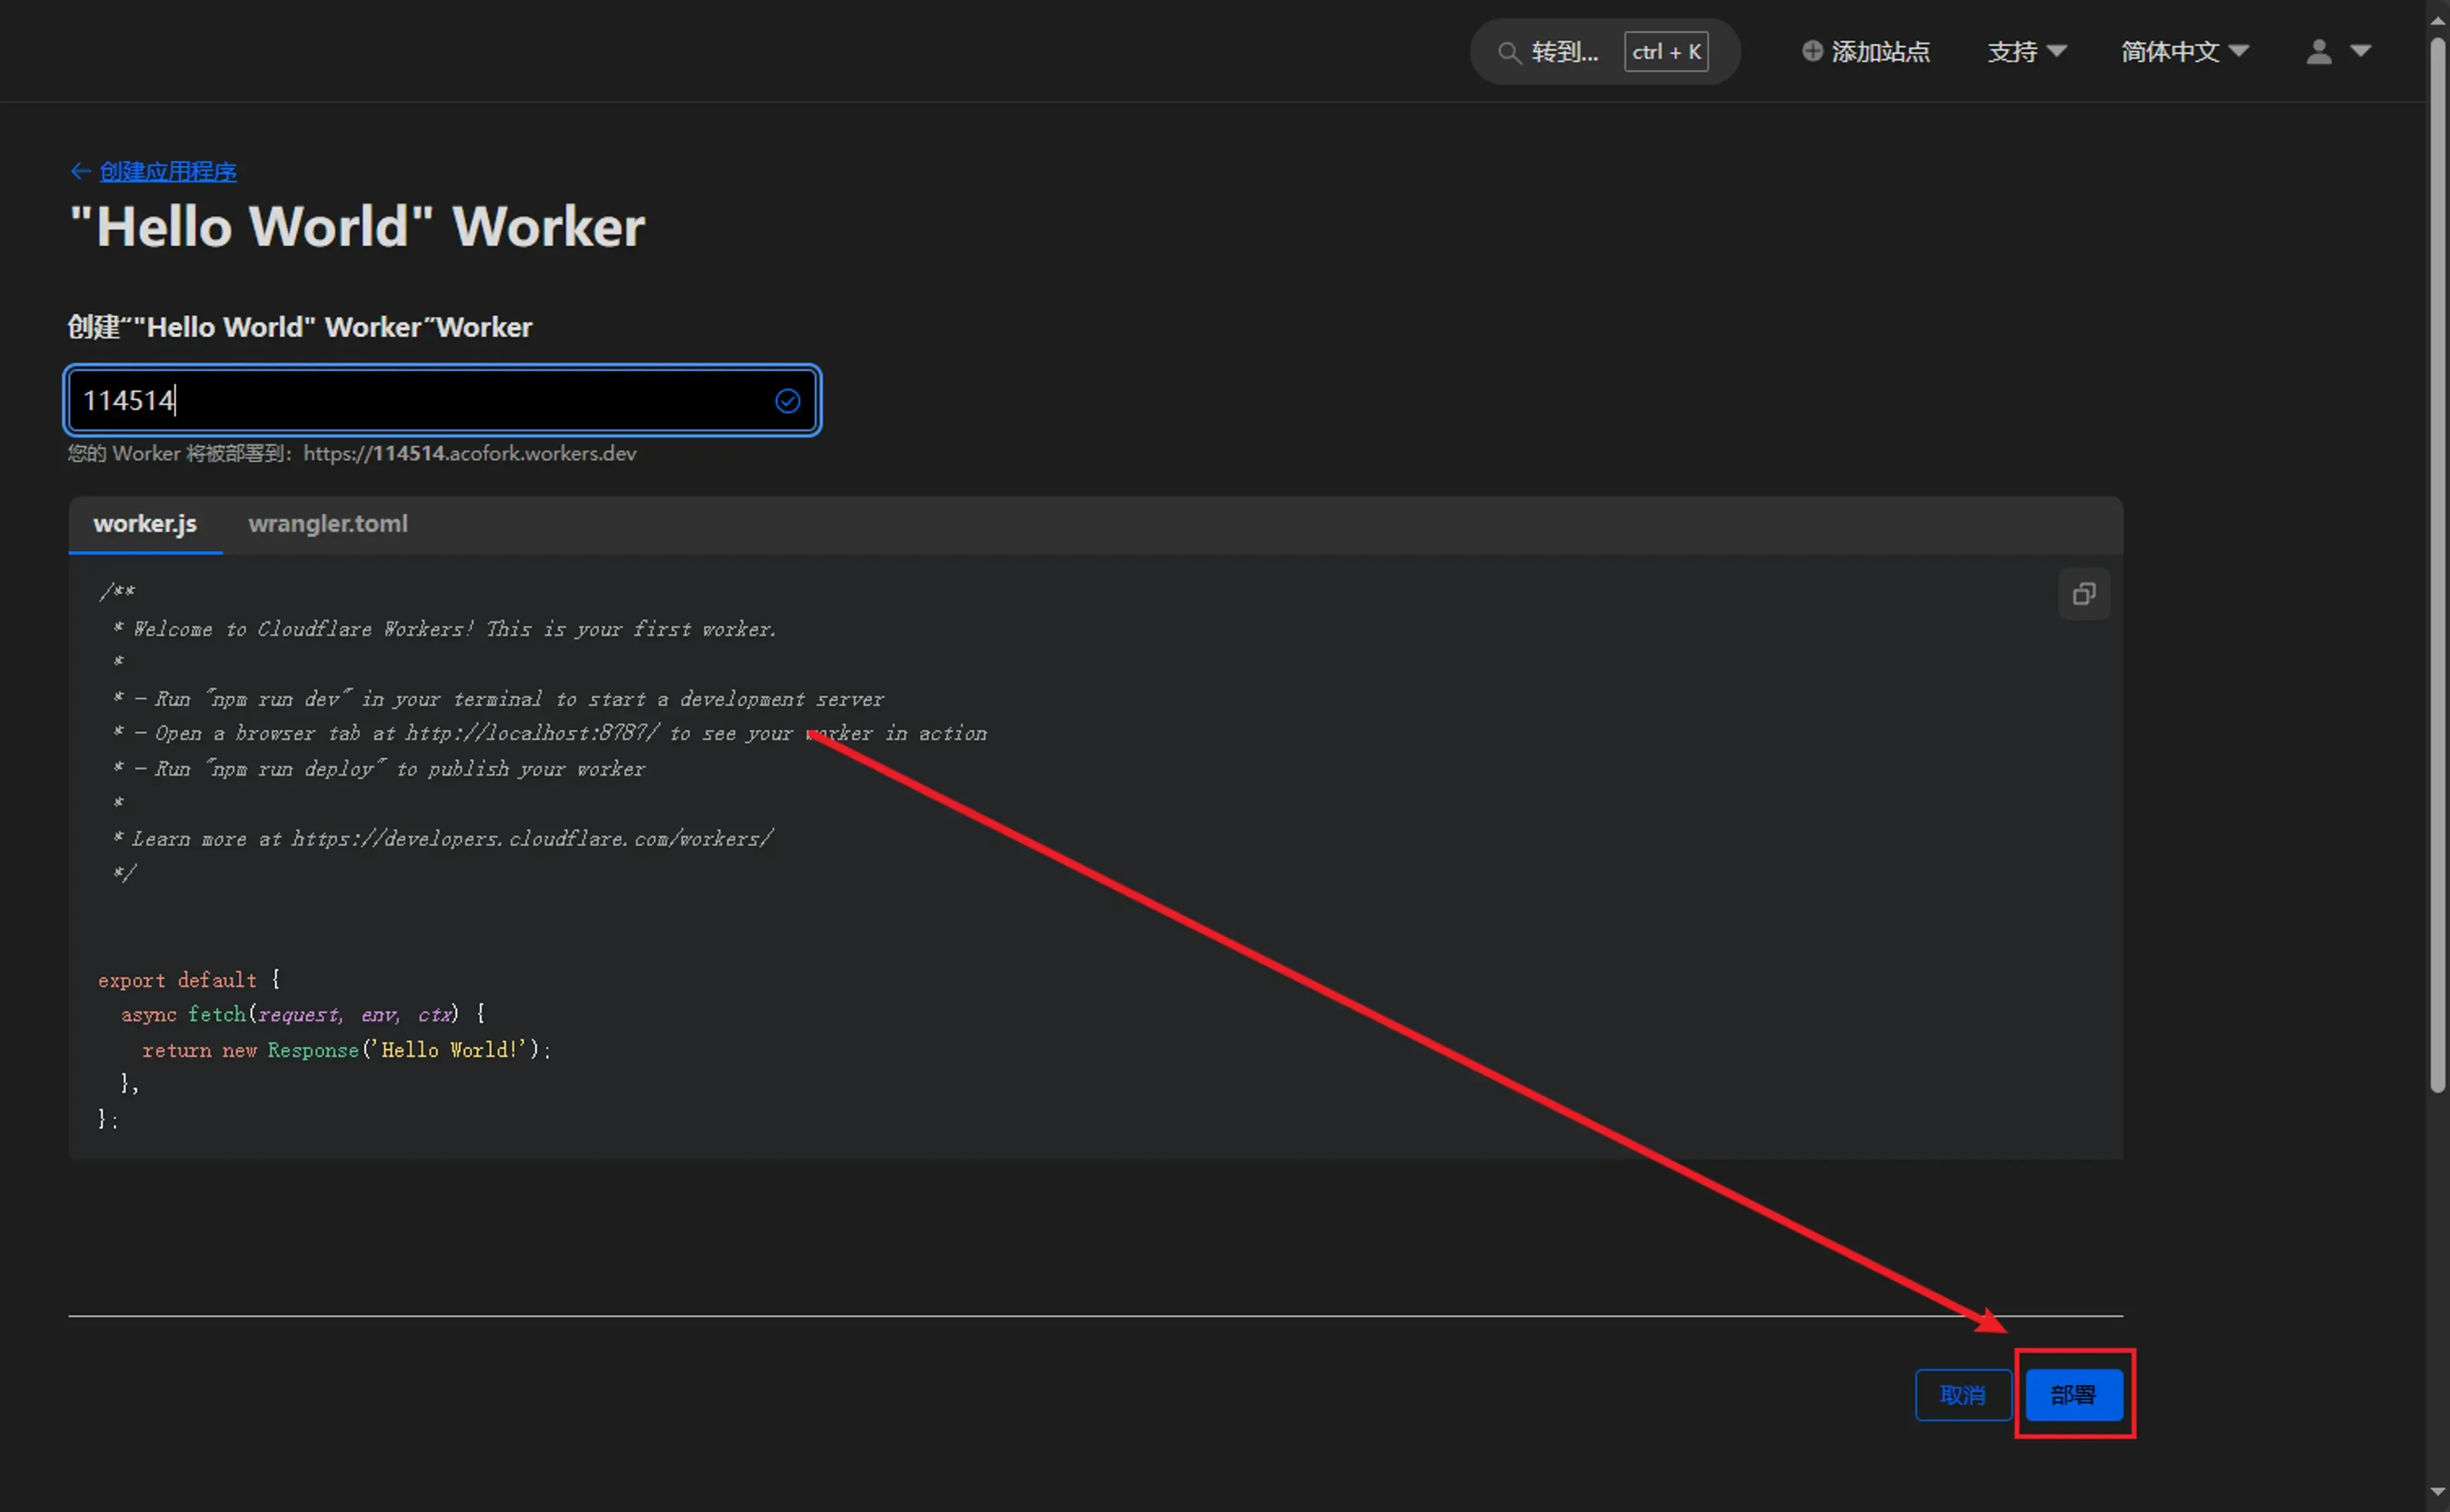 转到... ctrl + K 添加站点 支持 简体中文
创建应用程序
"Hello World" Worker
创建“"Hello World" Worker”Worker
114514
您的 Worker 将被部署到：https://114514.acofork.workers.dev
worker.js wrangler.toml
/**
* Welcome to Cloudflare Workers! This is your first worker.
*
* - Run "npm run dev" in your terminal to start a development server
* - Open a browser tab at http://localhost:8787/ to see your worker in action
* - Run "npm run deploy" to publish your worker
*
* Learn more at https://developers.cloudflare.com/workers/
*/
export default {
async fetch(request, env, ctx) {
return new Response('Hello World!');
},
};
取消 部署